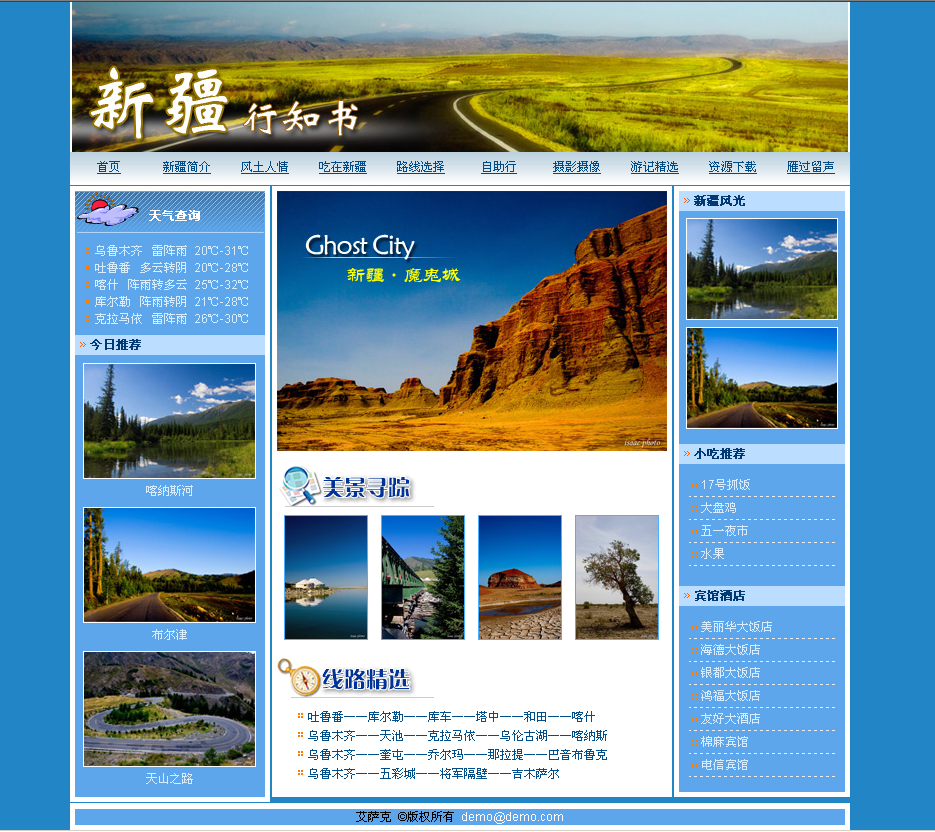 新疆 行知书
首页 新疆简介 风土人情 吃在新疆 路线选择 自助行 摄影摄像 游记精选 资源下载 雁过留声
天气查询
乌鲁木齐 雷阵雨 20℃-31℃
吐鲁番 多云转阴 20℃-28℃
喀什 阵雨转多云 25℃-32℃
库尔勒 阵雨转阴 21℃-28℃
克拉马依 雷阵雨 26℃-30℃
今日推荐
喀纳斯河
布尔津
天山之路
Ghost City
新疆·魔鬼城
isaac-photo
美景寻踪
线路精选
吐鲁番——库尔勒——库车——塔中——和田——喀什
乌鲁木齐——天池——克拉马依——乌伦古湖——喀纳斯
乌鲁木齐——奎屯——乔尔玛——那拉提——巴音布鲁克
乌鲁木齐——五彩城——将军隔壁——吉木萨尔
新疆风光
小吃推荐
17号抓饭
大盘鸡
五一夜市
水果
宾馆酒店
美丽华大饭店
海德大饭店
银都大饭店
鸿福大饭店
友好大酒店
棉麻宾馆
电信宾馆
艾萨克 ©版权所有 demo@demo.com